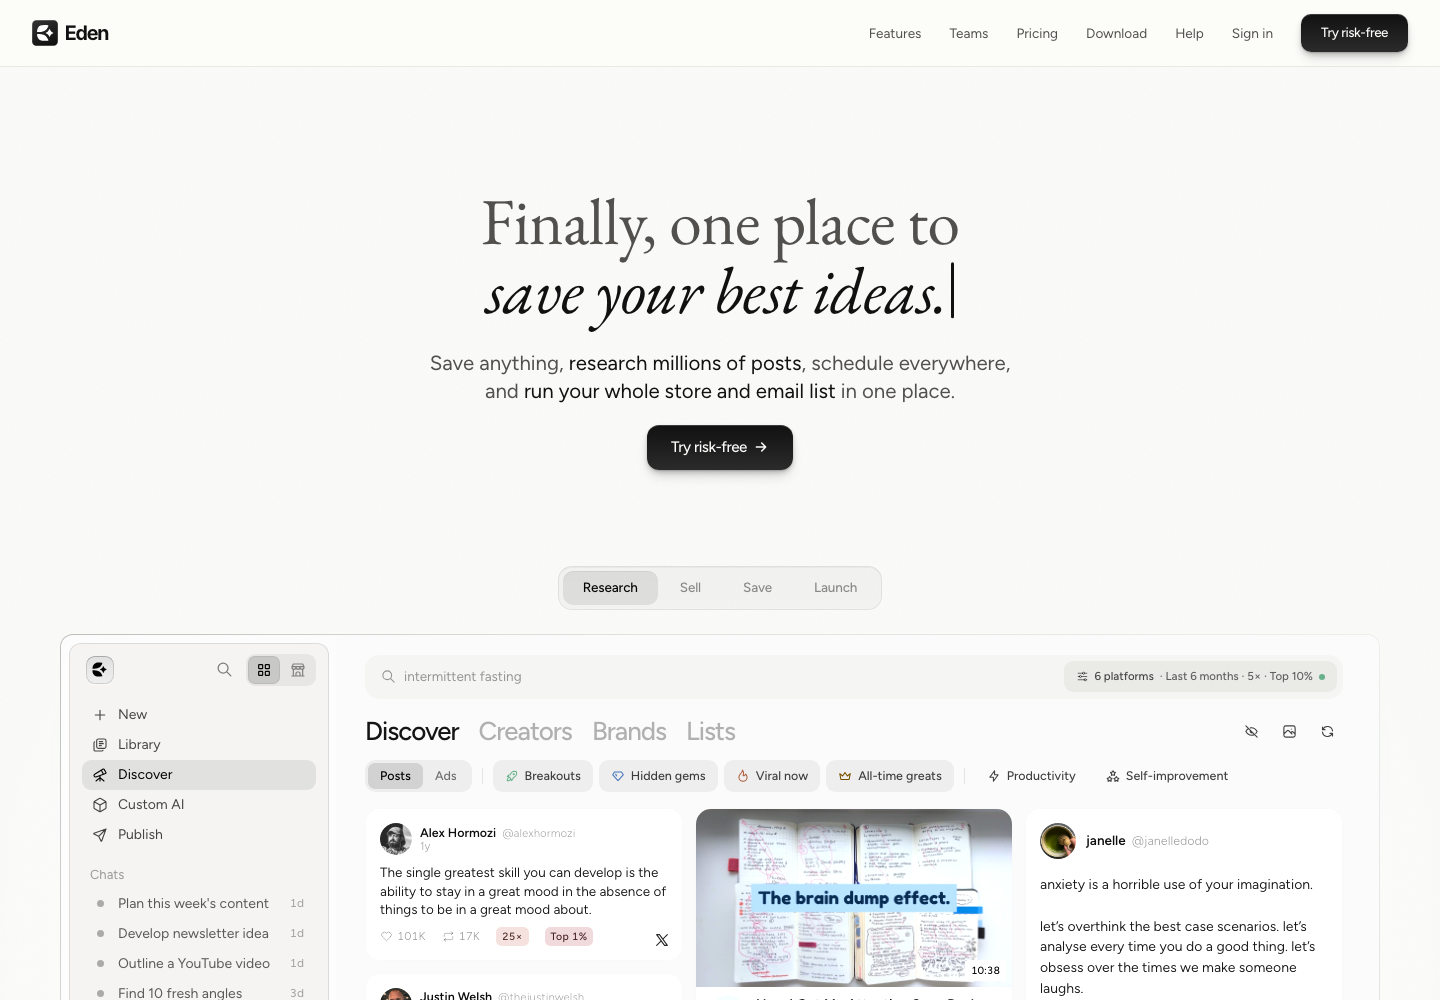 Eden
Features
Teams
Pricing
Download
Help
Sign in
Try risk-free
Finally, one place to
save your best ideas.
Save anything, research millions of posts, schedule everywhere,
and run your whole store and email list in one place.
Try risk-free →
Research
Sell
Save
Launch
New
Library
Discover
Custom AI
Publish
Chats
Plan this week's content 1d
Develop newsletter idea 1d
Outline a YouTube video 1d
Find 10 fresh angles 3d
intermittent fasting
6 platforms · Last 6 months · 5× · Top 10%
Discover
Creators
Brands
Lists
Posts
Ads
Breakouts
Hidden gems
Viral now
All-time greats
Productivity
Self-improvement
Alex Hormozi @alexhormozi
1y
The single greatest skill you can develop is the
ability to stay in a great mood in the absence of
things to be in a great mood about.
101K 17K 25× Top 1%
Justin Welsh @thejustinwelsh
The brain dump effect.
10:38
janelle @janelledodo
anxiety is a horrible use of your imagination.
let's overthink the best case scenarios. let's
analyse every time you do a good thing. let's
obsess over the times we make someone
laughs.